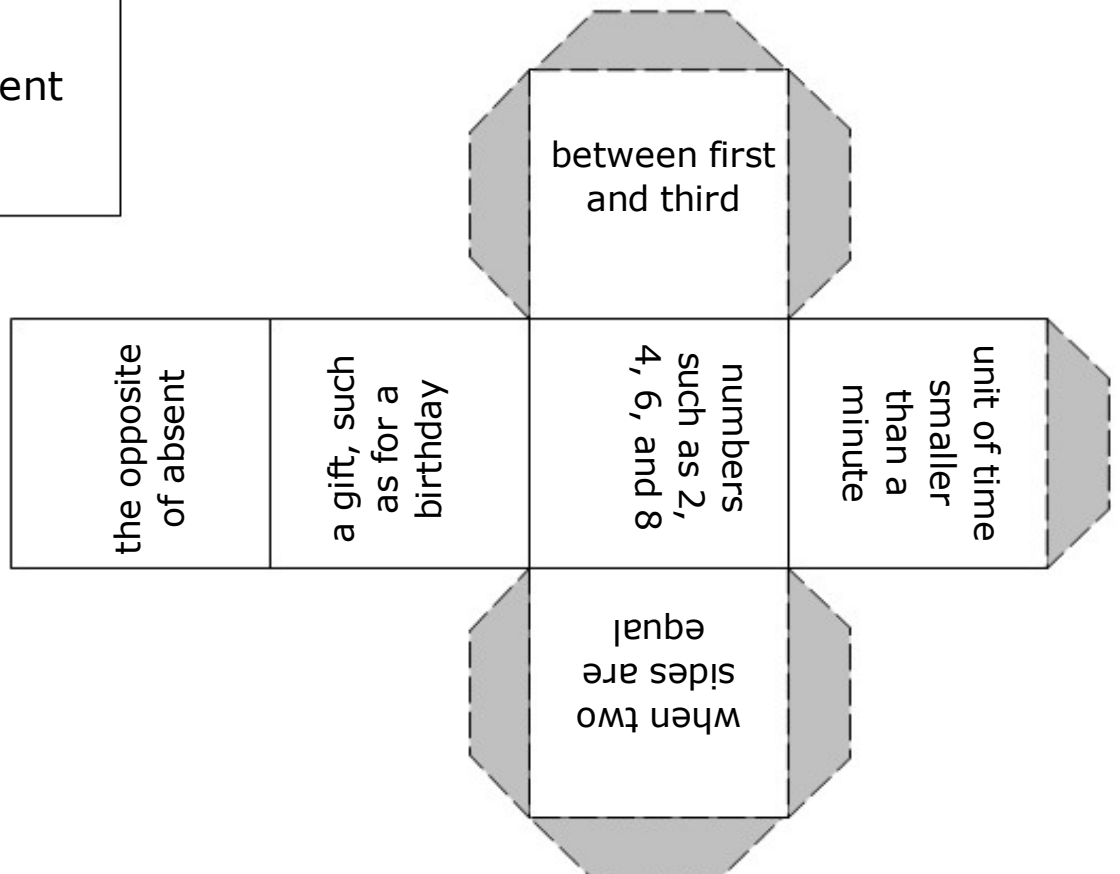 ent
between first
and third
the opposite
of absent
a gift, such
as for a
birthday
numbers
such as 2,
4, 6, and 8
unit of time
smaller
than a
minute
when two
sides are
equal